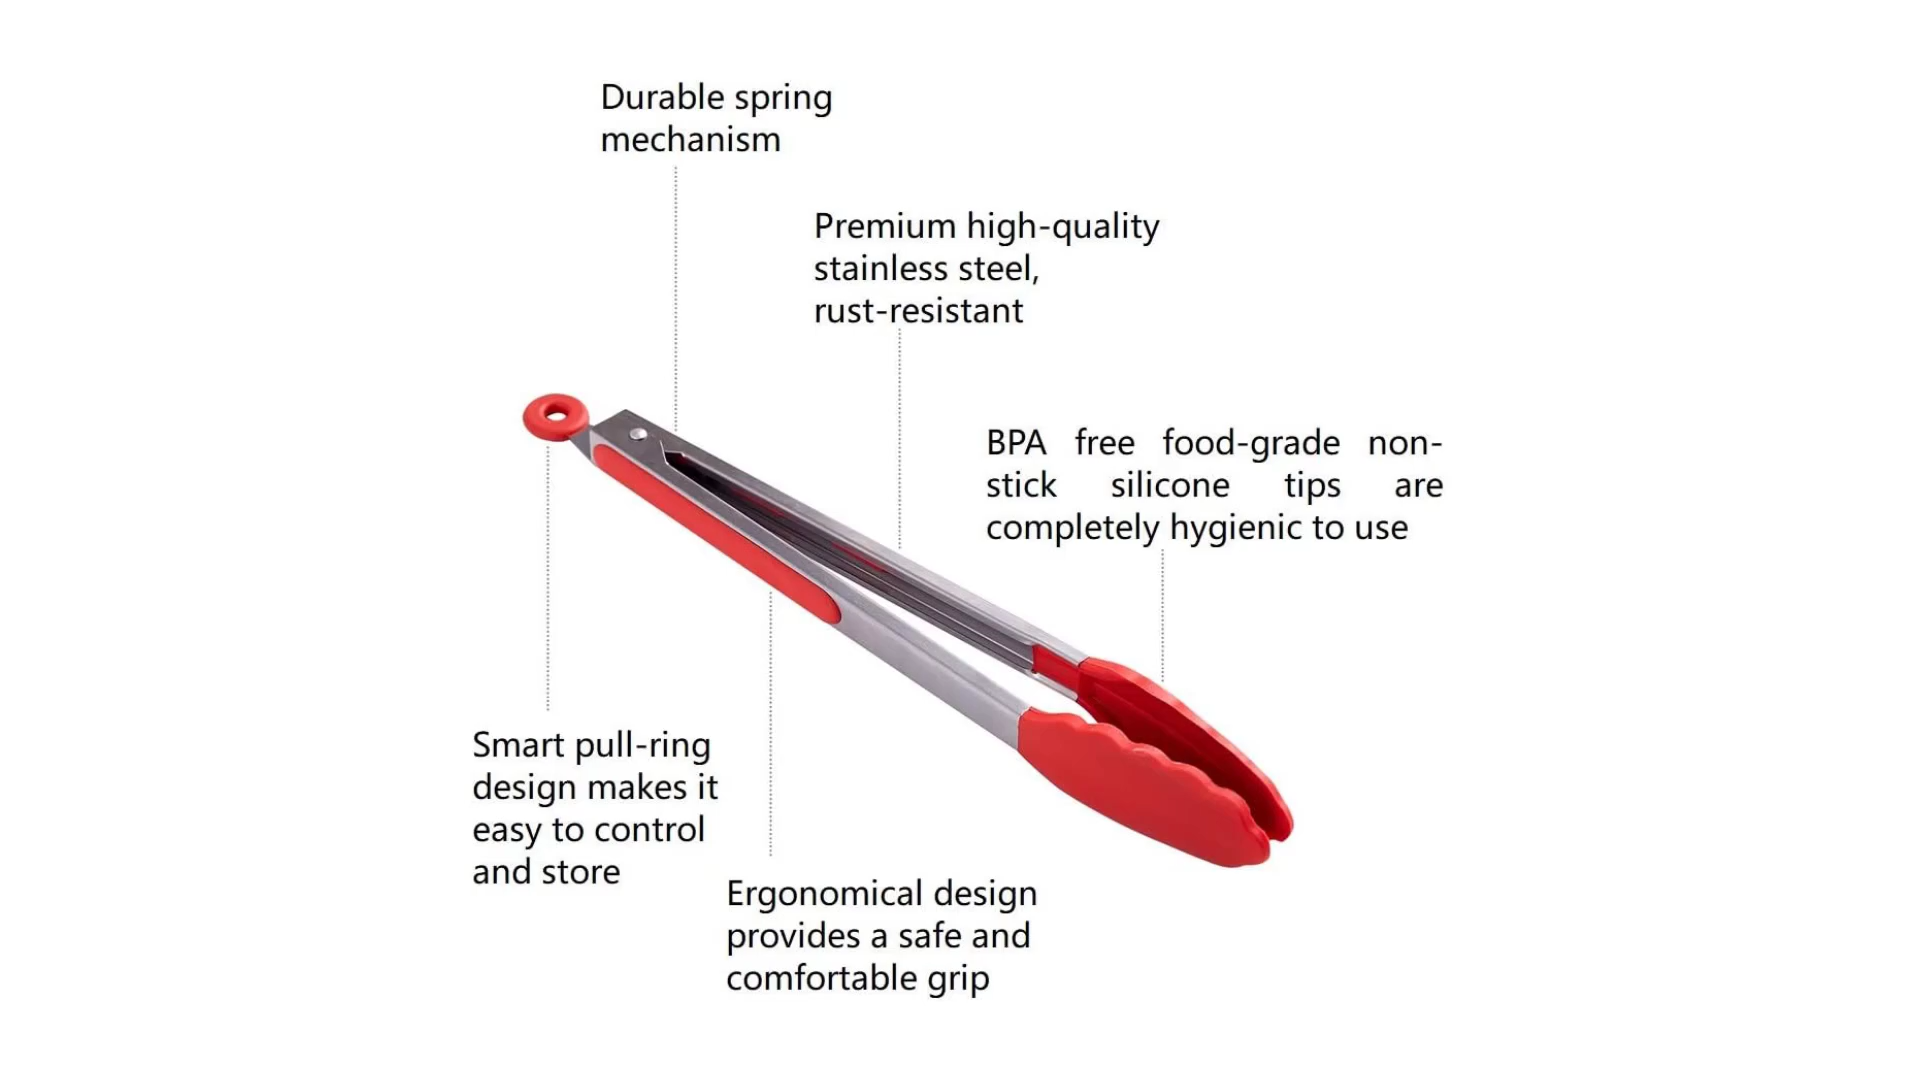 Durable spring
mechanism
Premium high-quality
stainless steel,
rust-resistant
BPA free food-grade non-
stick silicone tips are
completely hygienic to use
Smart pull-ring
design makes it
easy to control
and store
Ergonomical design
provides a safe and
comfortable grip